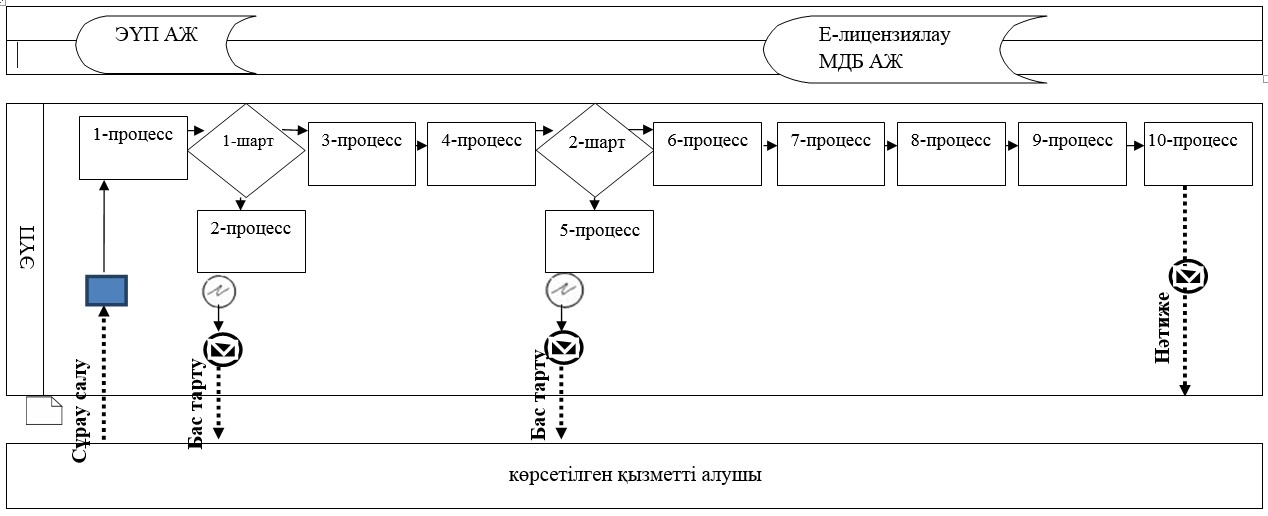 ЭҮП АЖ
Е-лицензиялау
МДБ АЖ
1-процесс
1-шарт
3-процесс
4-процесс
2-шарт
6-процесс
7-процесс
8-процесс
9-процесс
10-процесс
2-процесс
5-процесс
ЭҮП
Сұрау салу
Бас тарту
Бас тарту
Нәтиже
көрсетілген қызметті алушы